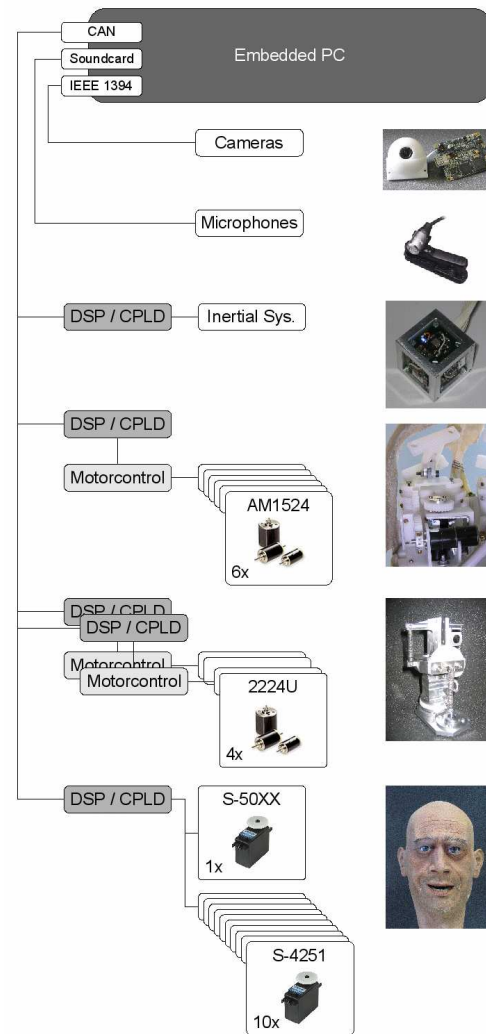 CAN
Embedded PC
Soundcard
IEEE 1394
Cameras
Microphones
DSP / CPLD
Inertial Sys.
DSP / CPLD
Motorcontrol
AM1524
6x
DSP / CPLD
DSP / CPLD
Motorcontrol
Motorcontrol
2224U
4x
DSP / CPLD
S-50XX
1x
S-4251
10x